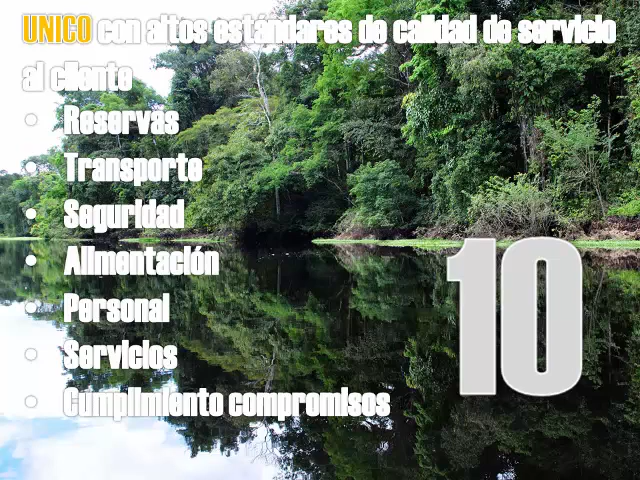 UNICO con altos estándares de calidad de servicio
al cliente
• Reservas
• Transporte
• Seguridad
• Alimentación
• Personal
• Servicios
• Cumplimiento compromisos
10